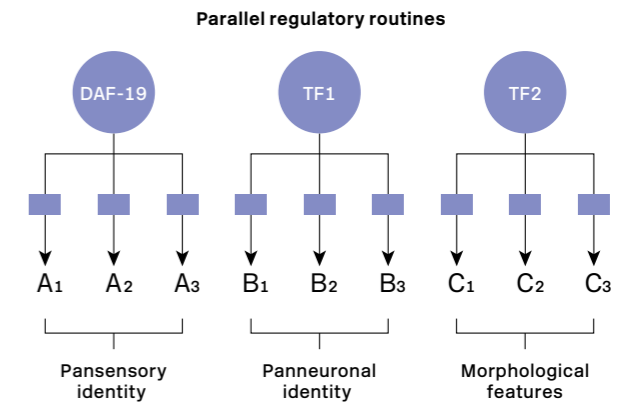 Parallel regulatory routines
DAF-19
TF1
TF2
A1 A2 A3 B1 B2 B3 C1 C2 C3
Pansensory
identity
Panneuronal
identity
Morphological
features